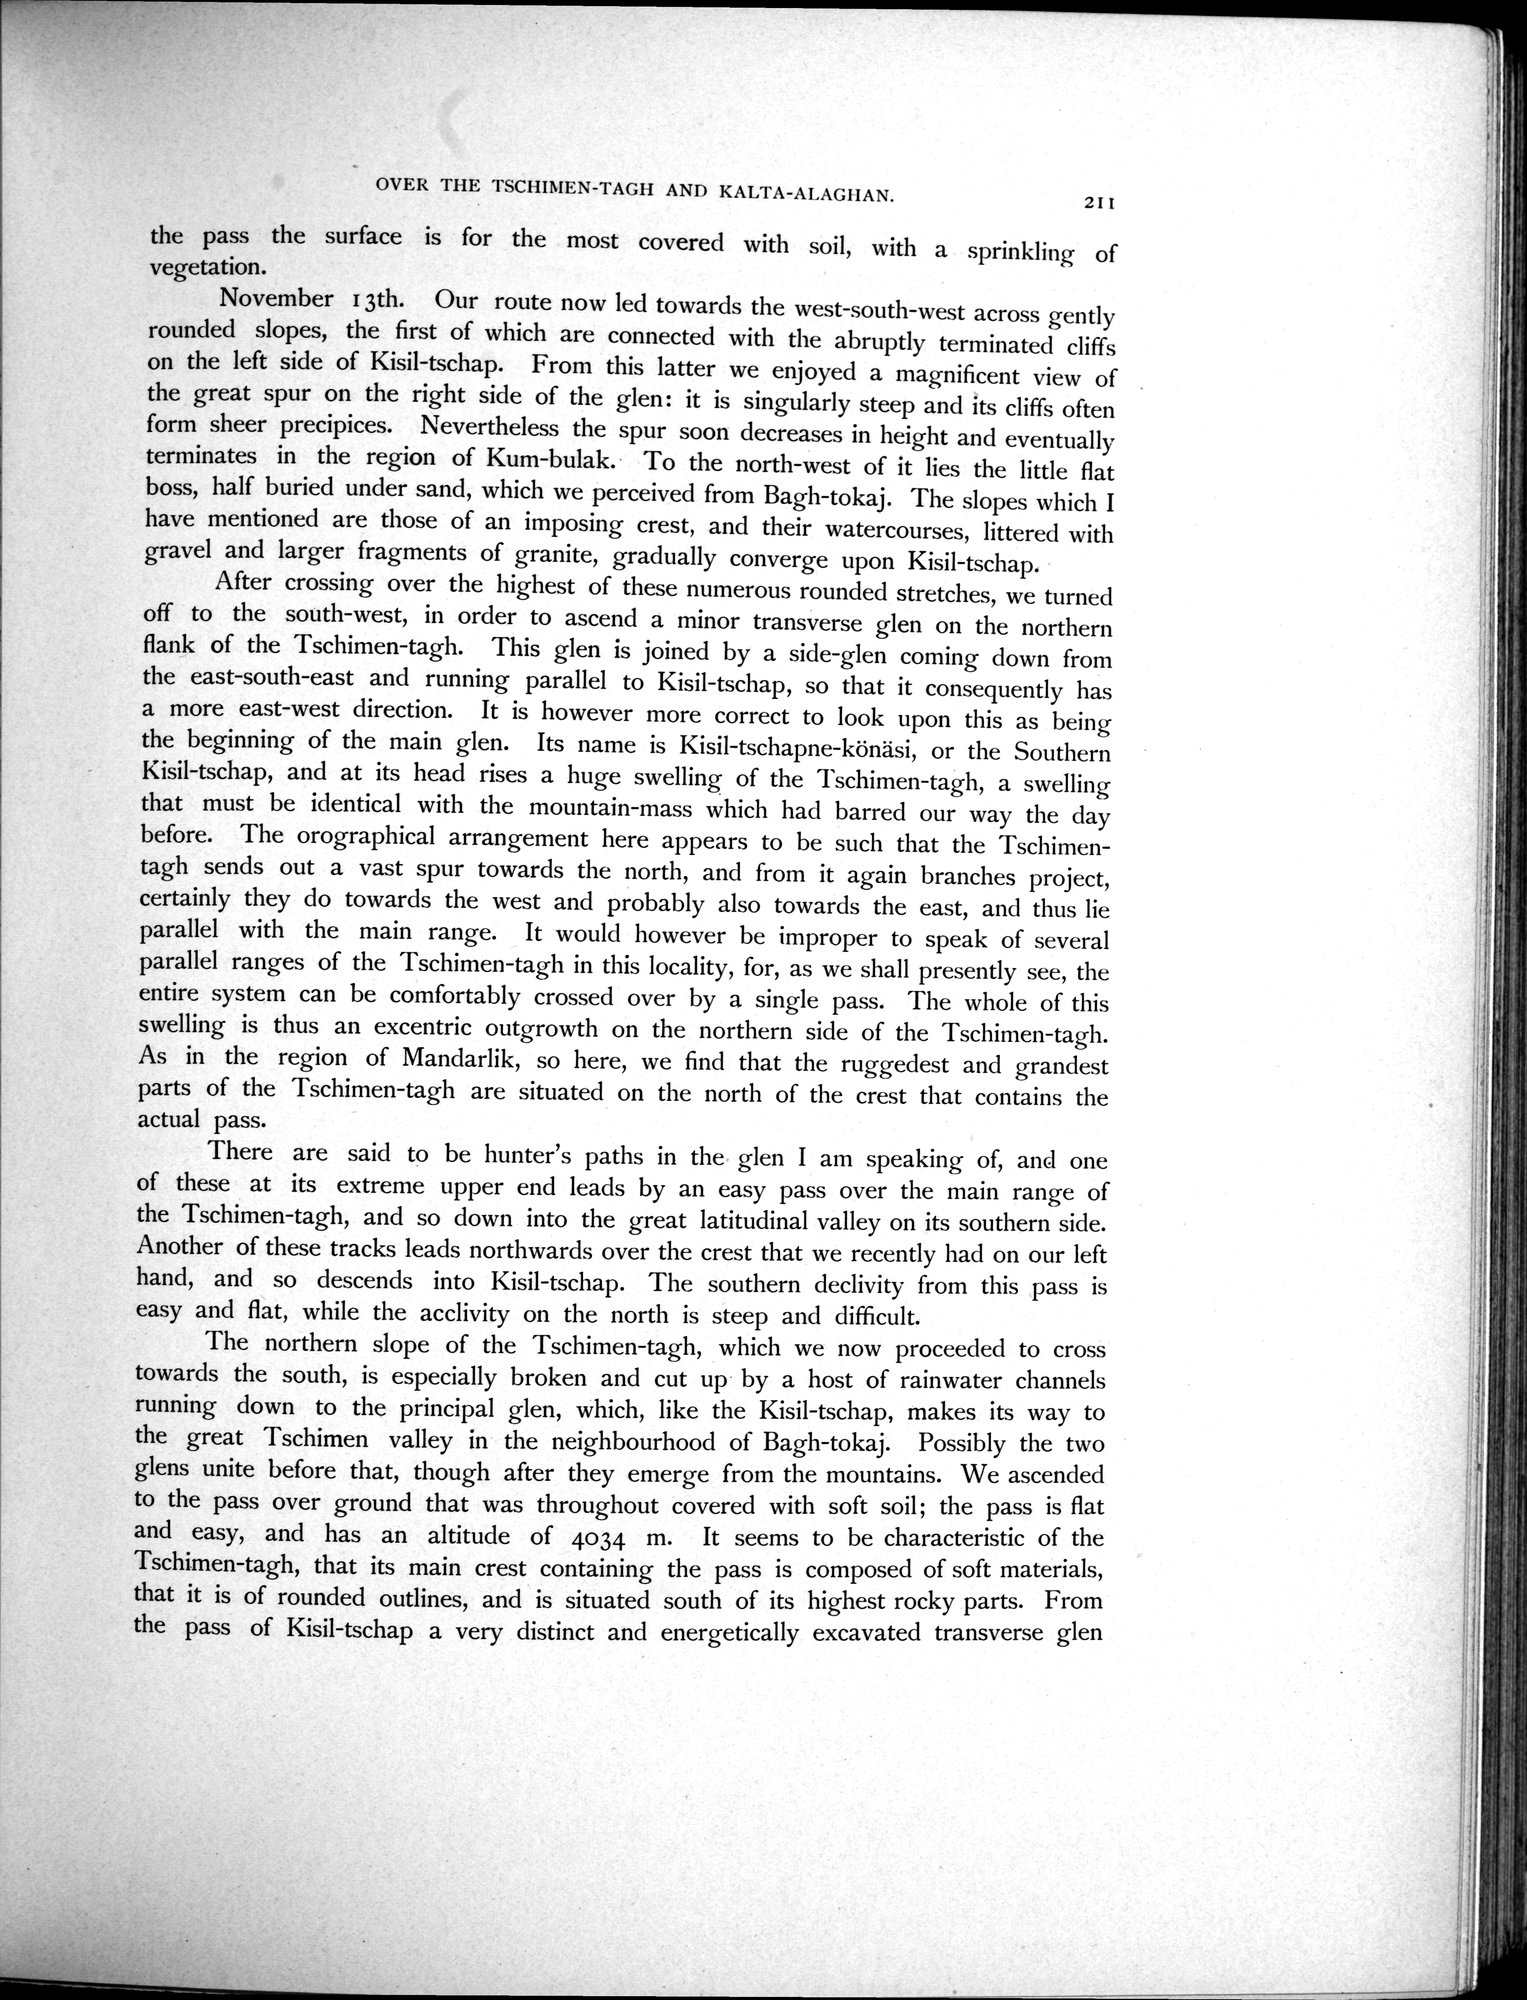 OVER THE TSCHIMEN-TAGH AND KALTA-ALAGHAN.
211
the pass the surface is for the most covered with soil, with a sprinkling of
vegetation.
November 13th. Our route now led towards the west-south-west across gently
rounded slopes, the first of which are connected with the abruptly terminated cliffs
on the left side of Kisil-tschap. From this latter we enjoyed a magnificent view of
the great spur on the right side of the glen: it is singularly steep and its cliffs often
form sheer precipices. Nevertheless the spur soon decreases in height and eventually
terminates in the region of Kum-bulak. To the north-west of it lies the little flat
boss, half buried under sand, which we perceived from Bagh-tokaj. The slopes which I
have mentioned are those of an imposing crest, and their watercourses, littered with
gravel and larger fragments of granite, gradually converge upon Kisil-tschap.
After crossing over the highest of these numerous rounded stretches, we turned
off to the south-west, in order to ascend a minor transverse glen on the northern
flank of the Tschimen-tagh. This glen is joined by a side-glen coming down from
the east-south-east and running parallel to Kisil-tschap, so that it consequently has
a more east-west direction. It is however more correct to look upon this as being
the beginning of the main glen. Its name is Kisil-tschapne-könäsi, or the Southern
Kisil-tschap, and at its head rises a huge swelling of the Tschimen-tagh, a swelling
that must be identical with the mountain-mass which had barred our way the day
before. The orographical arrangement here appears to be such that the Tschimen-
tagh sends out a vast spur towards the north, and from it again branches project,
certainly they do towards the west and probably also towards the east, and thus lie
parallel with the main range. It would however be improper to speak of several
parallel ranges of the Tschimen-tagh in this locality, for, as we shall presently see, the
entire system can be comfortably crossed over by a single pass. The whole of this
swelling is thus an excentric outgrowth on the northern side of the Tschimen-tagh.
As in the region of Mandarlik, so here, we find that the ruggedest and grandest
parts of the Tschimen-tagh are situated on the north of the crest that contains the
actual pass.
There are said to be hunter's paths in the glen I am speaking of, and one
of these at its extreme upper end leads by an easy pass over the main range of
the Tschimen-tagh, and so down into the great latitudinal valley on its southern side.
Another of these tracks leads northwards over the crest that we recently had on our left
hand, and so descends into Kisil-tschap. The southern declivity from this pass is
easy and flat, while the acclivity on the north is steep and difficult.
The northern slope of the Tschimen-tagh, which we now proceeded to cross
towards the south, is especially broken and cut up by a host of rainwater channels
running down to the principal glen, which, like the Kisil-tschap, makes its way to
the great Tschimen valley in the neighbourhood of Bagh-tokaj. Possibly the two
glens unite before that, though after they emerge from the mountains. We ascended
to the pass over ground that was throughout covered with soft soil; the pass is flat
and easy, and has an altitude of 4034 m. It seems to be characteristic of the
Tschimen-tagh, that its main crest containing the pass is composed of soft materials,
that it is of rounded outlines, and is situated south of its highest rocky parts. From
the pass of Kisil-tschap a very distinct and energetically excavated transverse glen